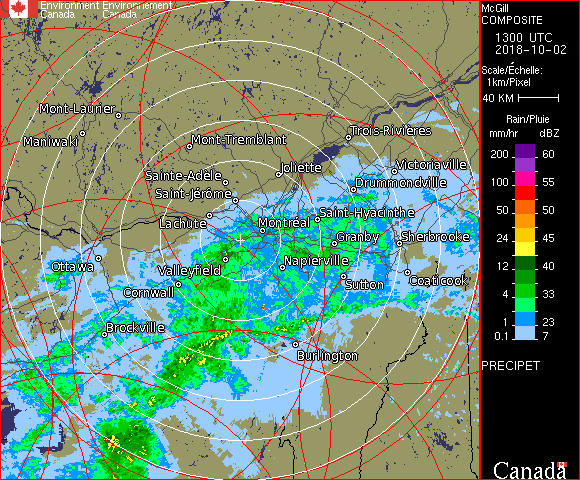 Environment Environnement
Canada Canada
McGill
COMPOSITE
1300 UTC
2018-10-02
Scale/Échelle:
1km/Pixel
40 KM
Rain/Pluie
mm/hr dBZ
200 60
100 55
50 50
24 45
12 40
4 33
1 23
0.1 7
PRECIPET
Canada
Mont-Laurier
Maniwaki
Mont-Tremblant
Trois-Rivières
Sainte-Adèle
Joliette
Victoriaville
Saint-Jérôme
Drummondville
Lachute
Montréal
Saint-Hyacinthe
Granby
Sherbrooke
Ottawa
Valleyfield
Napierville
Cornwall
Sutton
Coaticook
Brockville
Burlington